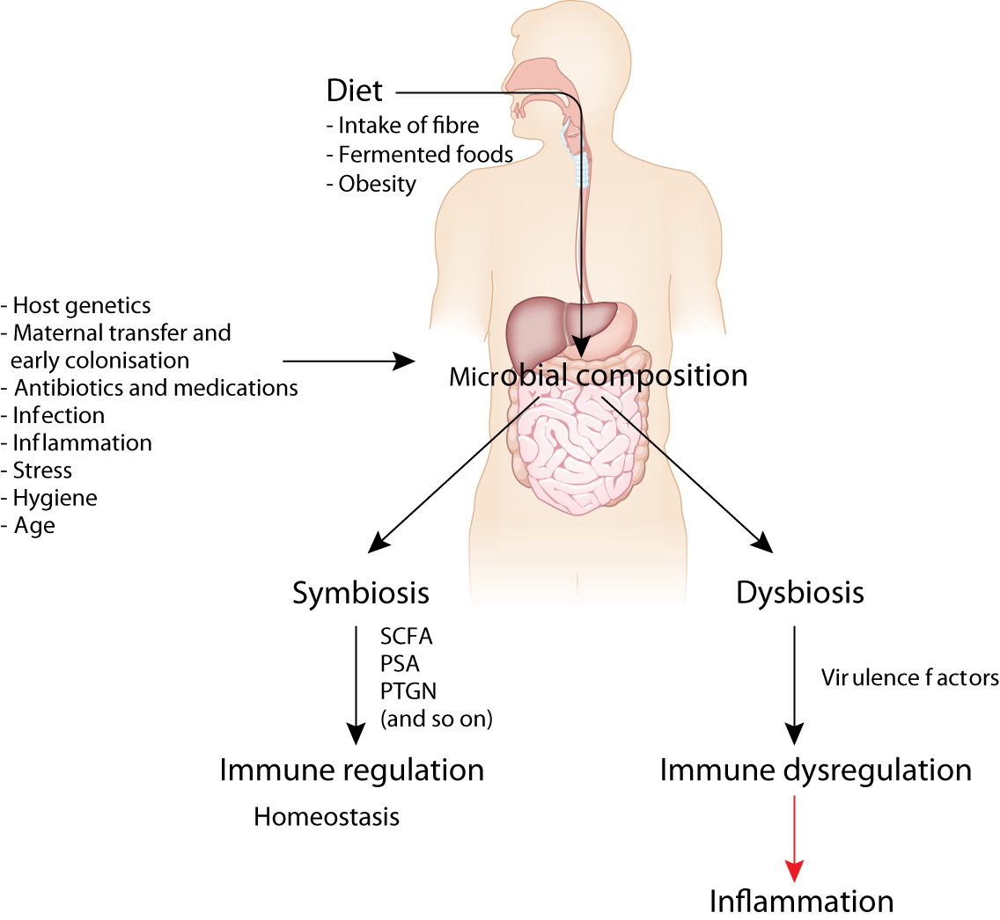 Diet
- Intake of fibre
- Fermented foods
- Obesity
- Host genetics
- Maternal transfer and
early colonisation
- Antibiotics and medications
- Infection
- Inflammation
- Stress
- Hygiene
- Age
Microbial composition
Symbiosis
SCFA
PSA
PTGN
(and so on)
Immune regulation
Homeostasis
Dysbiosis
Virulence factors
Immune dysregulation
Inflammation